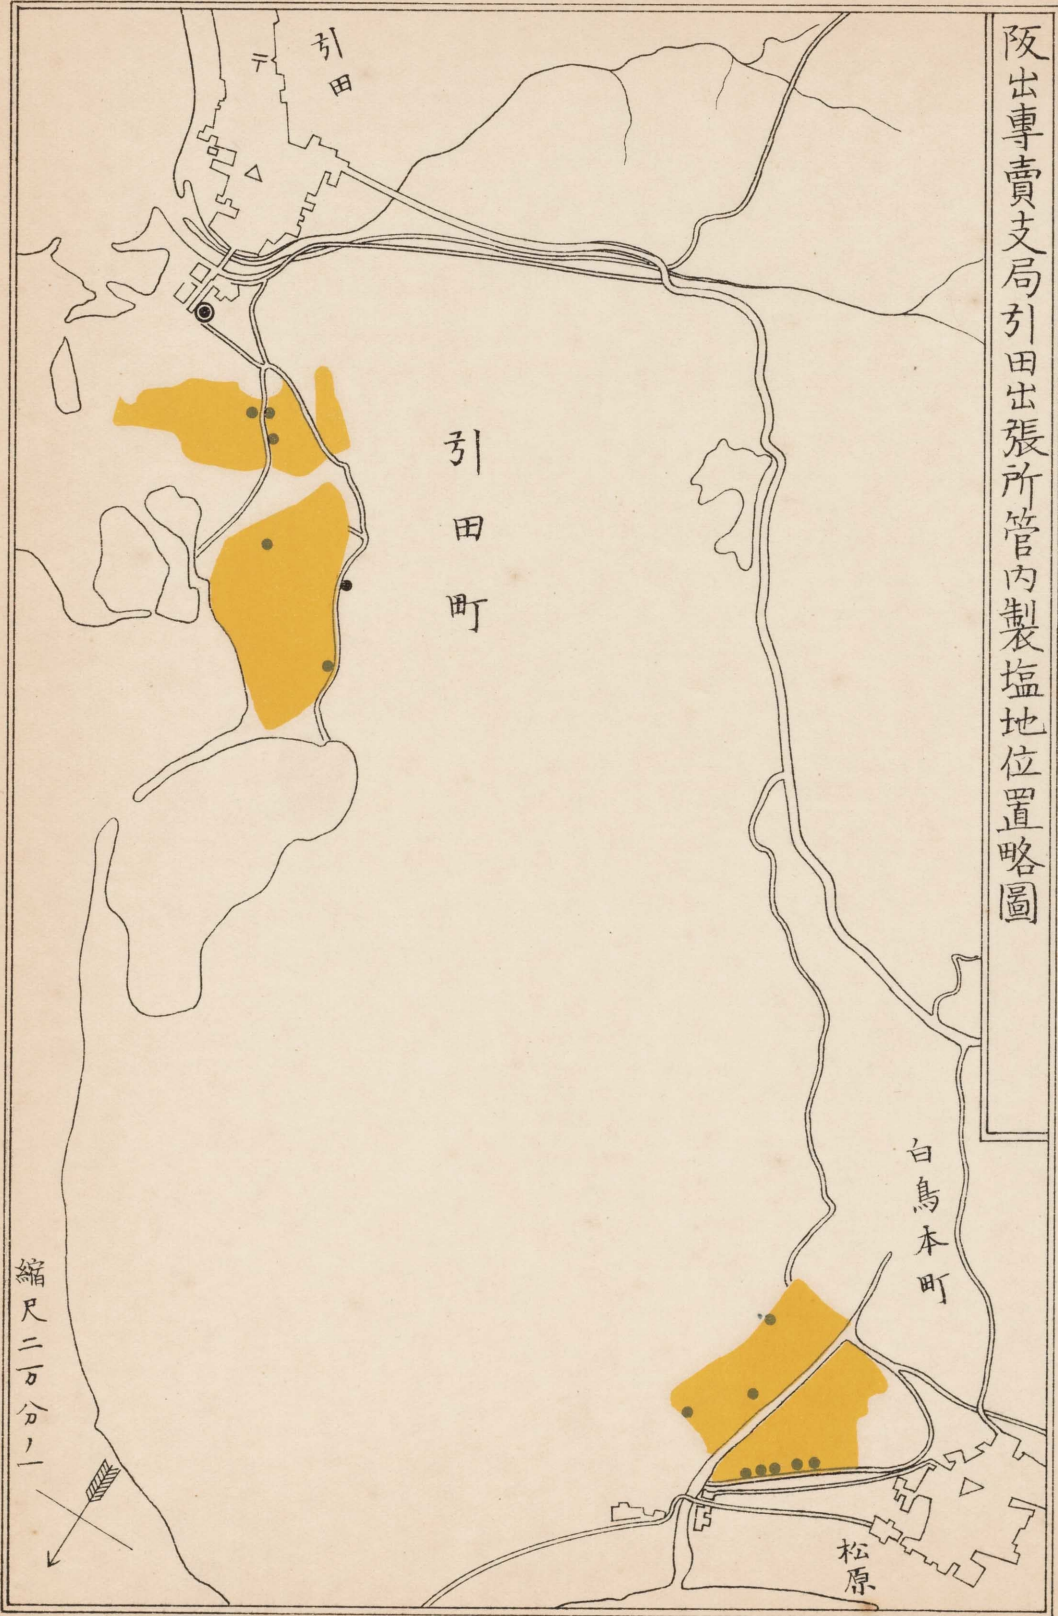 阪出專賣支局引田出張所管内製塩地位置略圖
引田
引田町
白鳥本町
松原
縮尺二万分ノ一